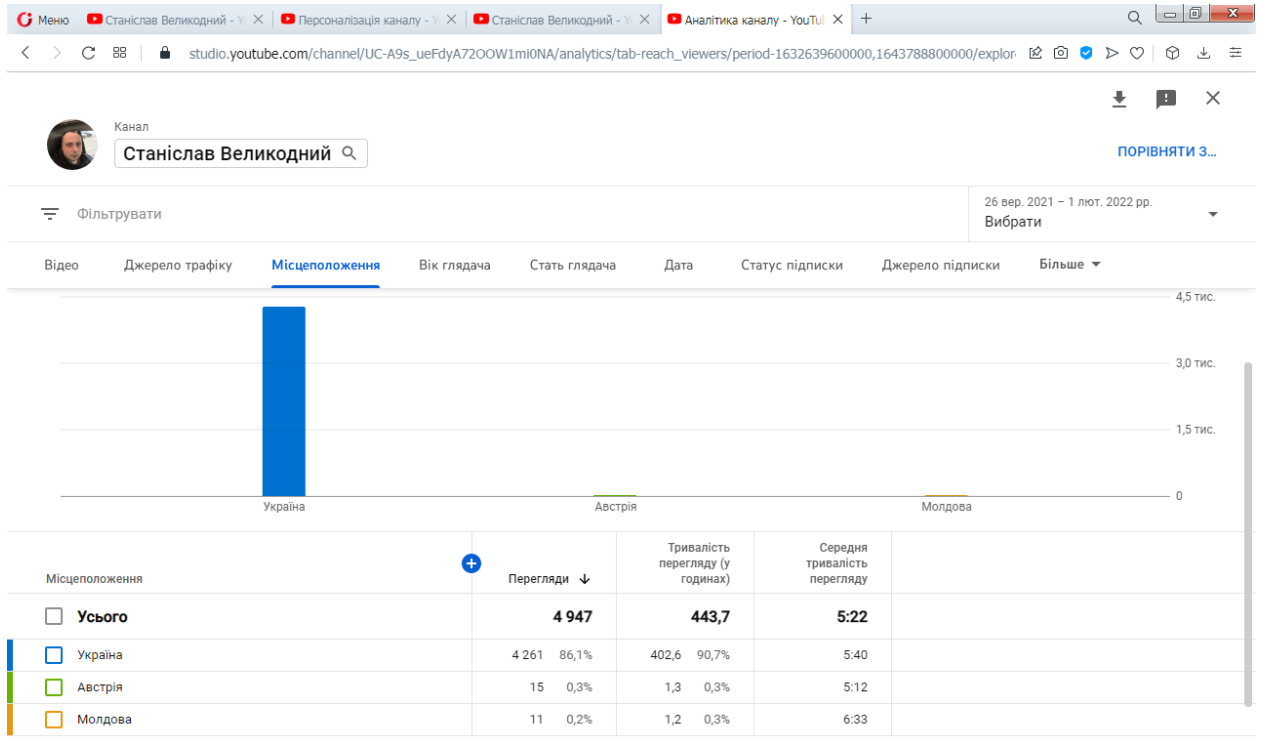 Меню
Станіслав Великодний - Y
Персоналізація каналу - Y
Станіслав Великодний - Y
Аналітика каналу - YouTu
studio.youtube.com/channel/UC-A9s_ueFdyA72OOW1mi0NA/analytics/tab-reach_viewers/period-1632639600000,1643788800000/explor
Канал
Станіслав Великодний
ПОРІВНЯТИ З...
Фільтрувати
26 вер. 2021 – 1 лют. 2022 рр.
Вибрати
Відео Джерело трафіку Місцеположення Вік глядача Стать глядача Дата Статус підписки Джерело підписки Більше
4,5 тис.
3,0 тис.
1,5 тис.
0
Україна Австрія Молдова
Місцеположення
Перегляди
Тривалість
перегляду (у
годинах)
Середня
тривалість
перегляду
Усього 4 947 443,7 5:22
Україна 4 261 86,1% 402,6 90,7% 5:40
Австрія 15 0,3% 1,3 0,3% 5:12
Молдова 11 0,2% 1,2 0,3% 6:33